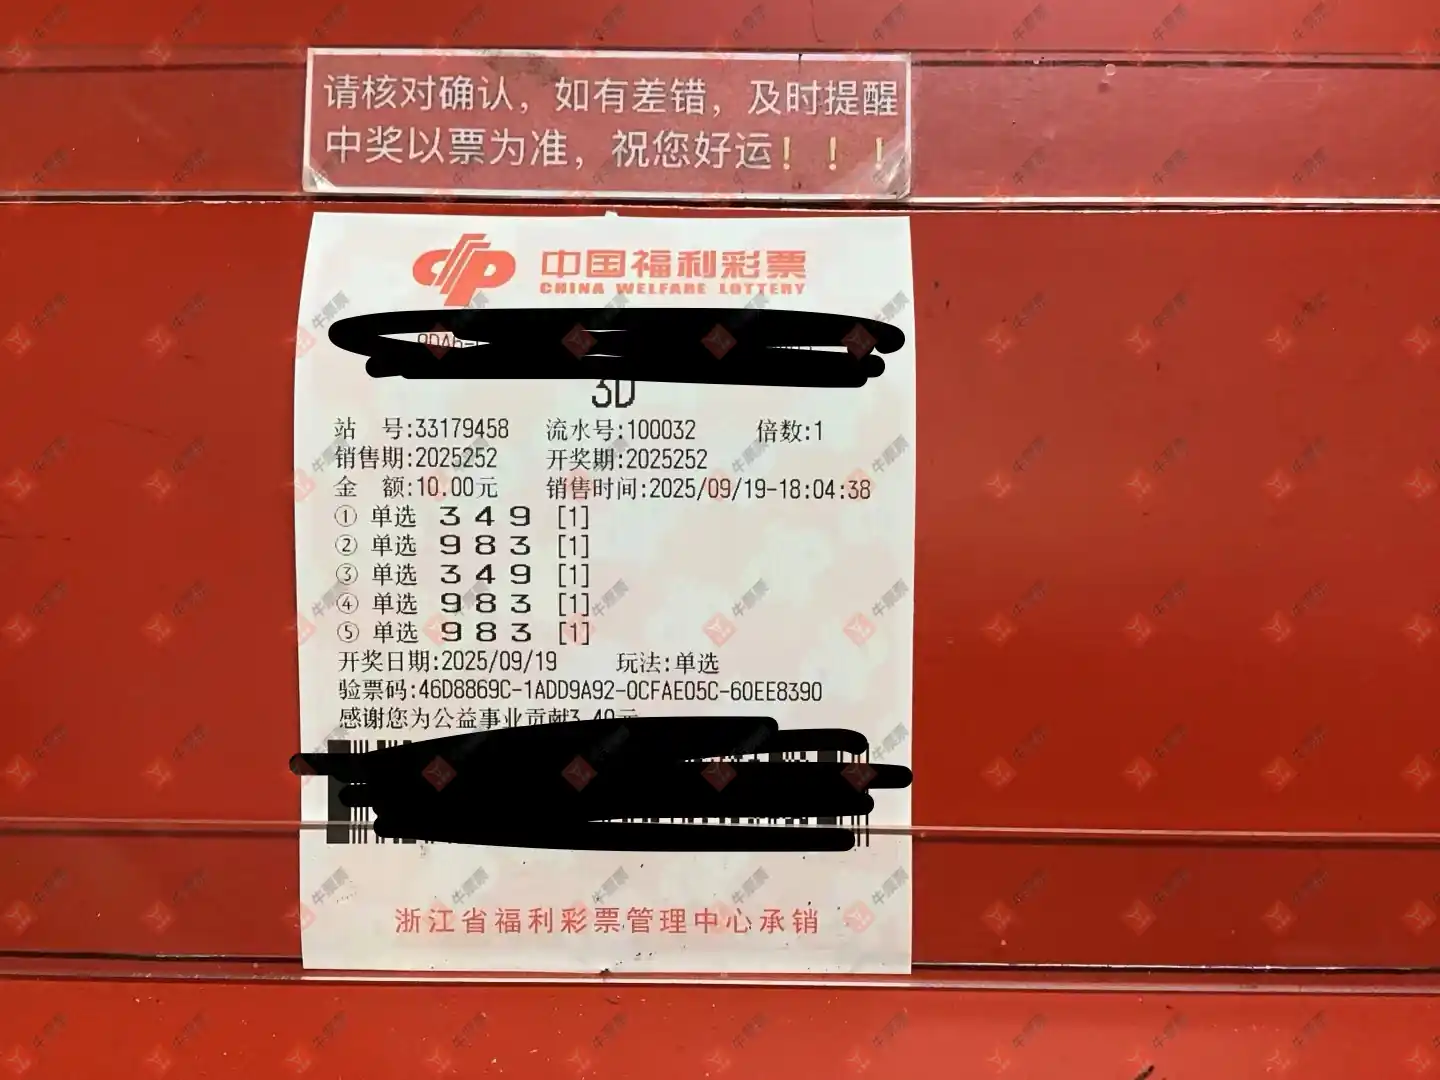 请核对确认，如有差错，及时提醒
中奖以票为准，祝您好运！！！
中国福利彩票
CHINA WELFARE LOTTERY
3D
站 号:33179458 流水号:100032 倍数:1
销售期:2025252 开奖期:2025252
金 额:10.00元 销售时间:2025/09/19-18:04:38
① 单选 3 4 9 [1]
② 单选 9 8 3 [1]
③ 单选 3 4 9 [1]
④ 单选 9 8 3 [1]
⑤ 单选 9 8 3 [1]
开奖日期:2025/09/19 玩法:单选
验票码:46D8869C-1ADD9A92-0CFAE05C-60EE8390
感谢您为公益事业贡献3.40元
浙江省福利彩票管理中心承销